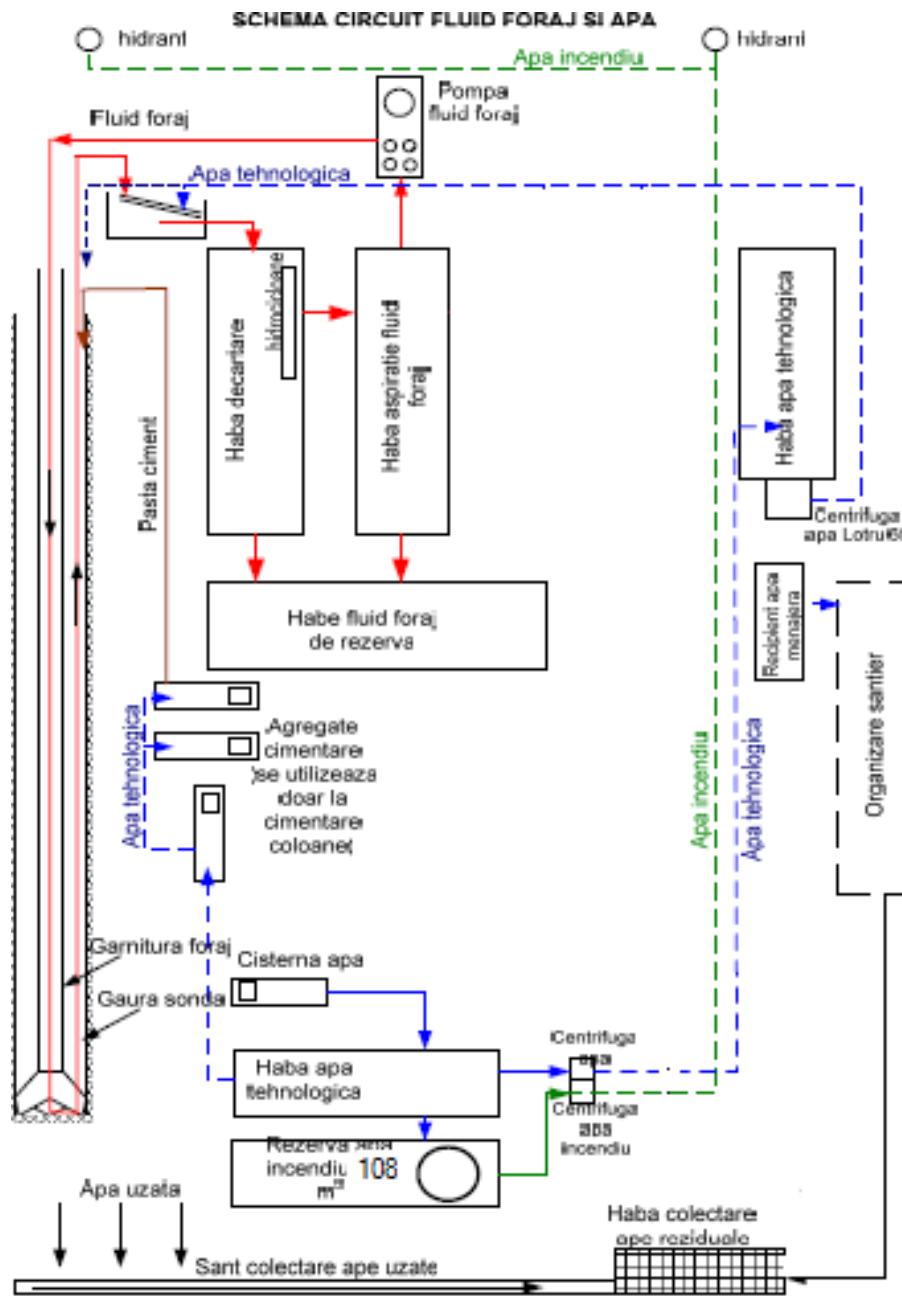 SCHEMA CIRCUIT FLUID FORAJ SI APA
hidrant
hidrant
Apa incendiu
Pompa
fluid foraj
Fluid foraj
Apa tehnologica
Haba decantare
hidrocicloane
Haba aspiratie fluid
foraj
Haba apa tehnologica
Pasta ciment
Centrifuga
apa Lotru
Habe fluid foraj
de rezerva
Recipient apa
menajera
Organizare santier
Apa tehnologica
Agregate
cimentare
(se utilizeaza
doar la
cimentare
coloane)
Apa incendiu
Apa tehnologica
Garnitura foraj
Gaura sonda
Cisterna apa
Haba apa
tehnologica
Centrifuga
apa
Centrifuga
apa
incendiu
Rezerva apa
incendiu 108
m³
Apa uzata
Haba colectare
ape reziduale
Sant colectare ape uzate